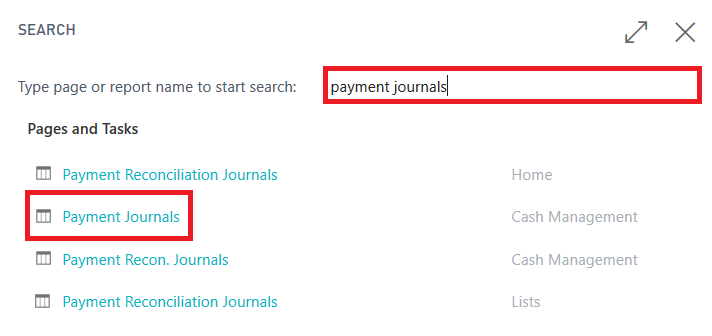 SEARCH
Type page or report name to start search: payment journals
Pages and Tasks
Payment Reconciliation Journals Home
Payment Journals Cash Management
Payment Recon. Journals Cash Management
Payment Reconciliation Journals Lists